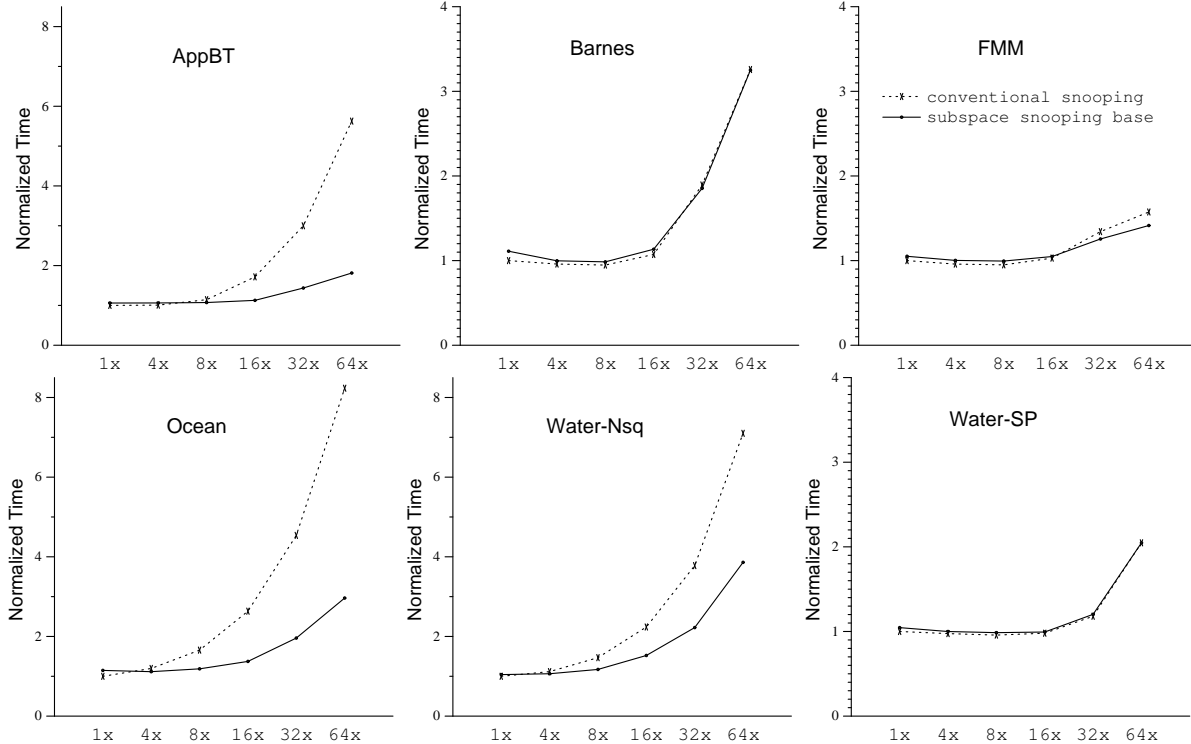 AppBT
Normalized Time
8
6
4
2
0
1x 4x 8x 16x 32x 64x
Barnes
Normalized Time
4
3
2
1
0
1x 4x 8x 16x 32x 64x
FMM
conventional snooping
subspace snooping base
Normalized Time
4
3
2
1
0
1x 4x 8x 16x 32x 64x
Ocean
Normalized Time
8
6
4
2
0
1x 4x 8x 16x 32x 64x
Water-Nsq
Normalized Time
8
6
4
2
0
1x 4x 8x 16x 32x 64x
Water-SP
Normalized Time
4
3
2
1
0
1x 4x 8x 16x 32x 64x